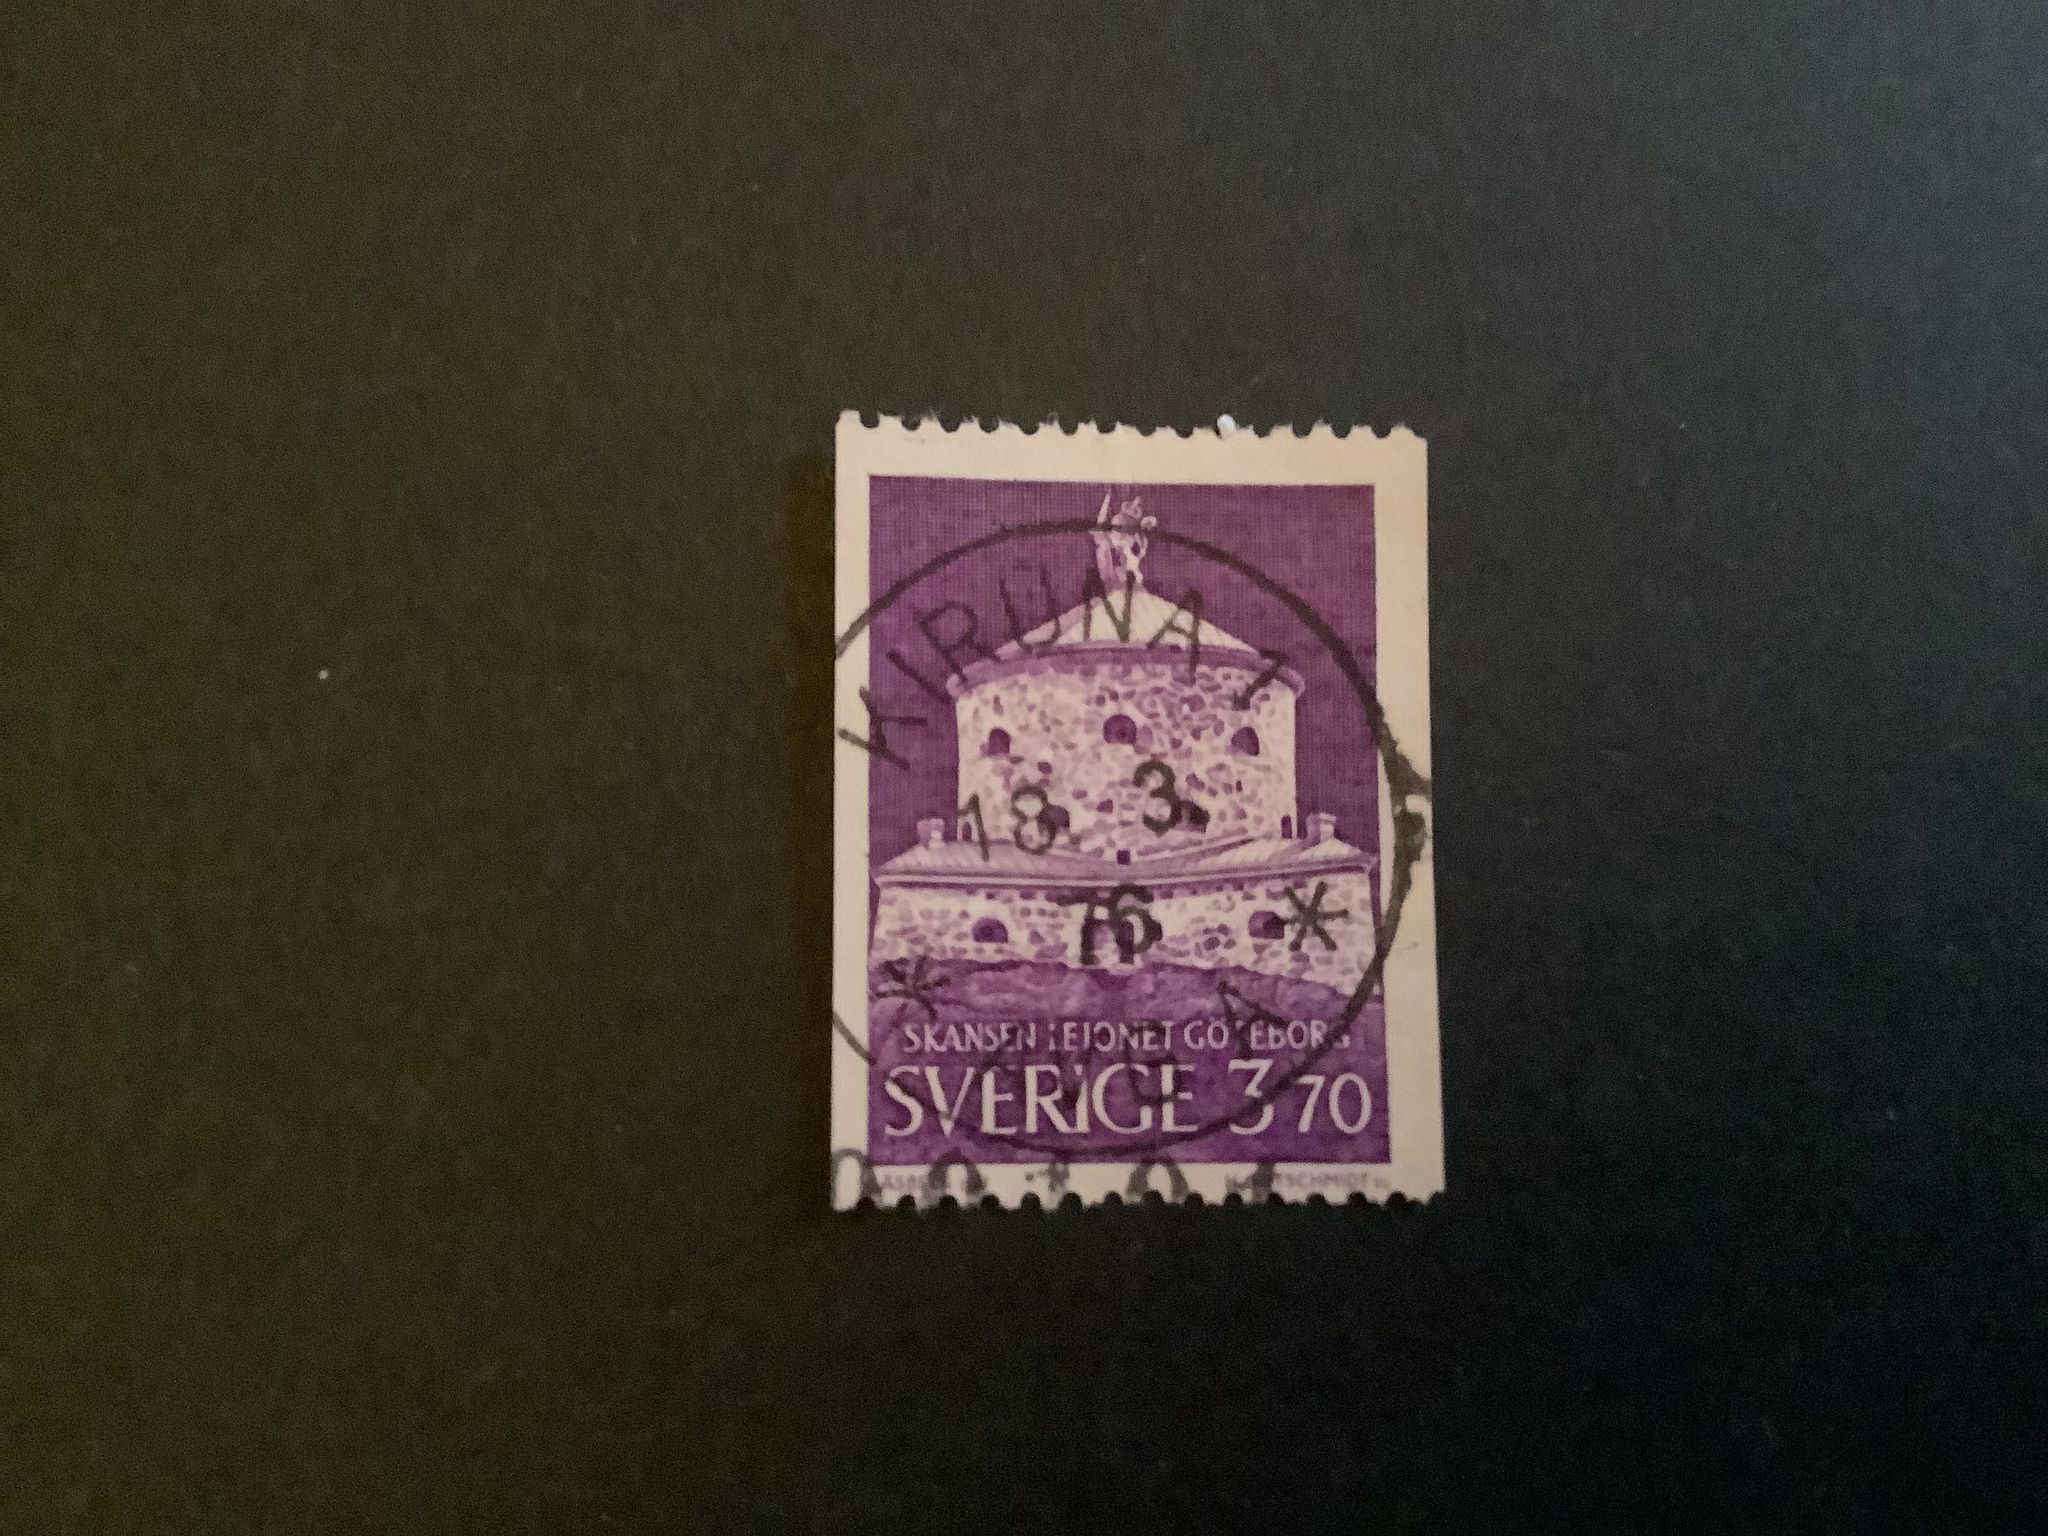 KIRUNA 1
18. 3.
76
SKANSEN LEJONET GÖTEBORG
SVERIGE 3 70